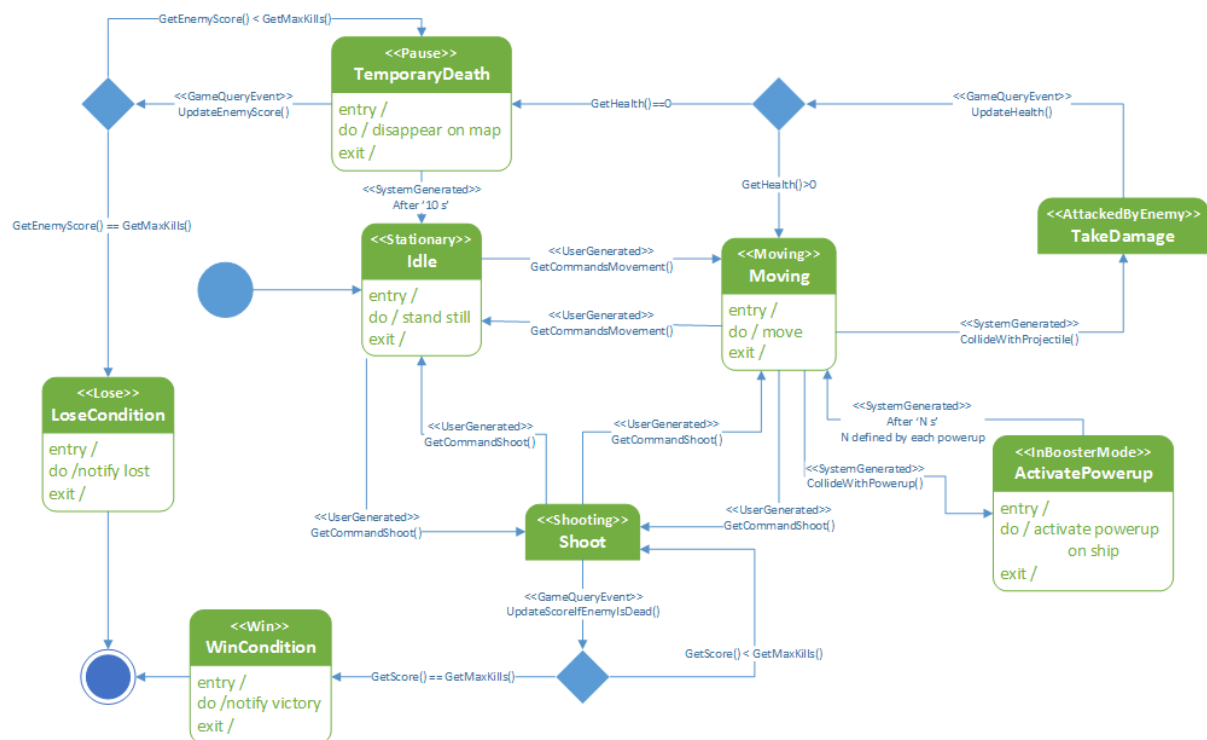 GetEnemyScore() < GetMaxKills()
<<Pause>>
TemporaryDeath
entry /
do / disappear on map
exit /
<<GameQueryEvent>>
UpdateEnemyScore()
GetHealth()==0
<<GameQueryEvent>>
UpdateHealth()
<<SystemGenerated>>
After '10 s'
GetHealth()>0
GetEnemyScore() == GetMaxKills()
<<AttackedByEnemy>>
TakeDamage
<<Stationary>>
Idle
entry /
do / stand still
exit /
<<UserGenerated>>
GetCommandsMovement()
<<UserGenerated>>
GetCommandsMovement()
<<Moving>>
Moving
entry /
do / move
exit /
<<SystemGenerated>>
CollideWithProjectile()
<<Lose>>
LoseCondition
entry /
do /notify lost
exit /
<<UserGenerated>>
GetCommandShoot()
<<UserGenerated>>
GetCommandShoot()
<<SystemGenerated>>
After 'N s'
N defined by each powerup
<<SystemGenerated>>
CollideWithPowerup()
<<InBoosterMode>>
ActivatePowerup
entry /
do / activate powerup
on ship
exit /
<<UserGenerated>>
GetCommandShoot()
<<Shooting>>
Shoot
<<UserGenerated>>
GetCommandShoot()
<<GameQueryEvent>>
UpdateScoreIfEnemyIsDead()
<<Win>>
WinCondition
entry /
do /notify victory
exit /
GetScore() == GetMaxKills()
GetScore() < GetMaxKills()